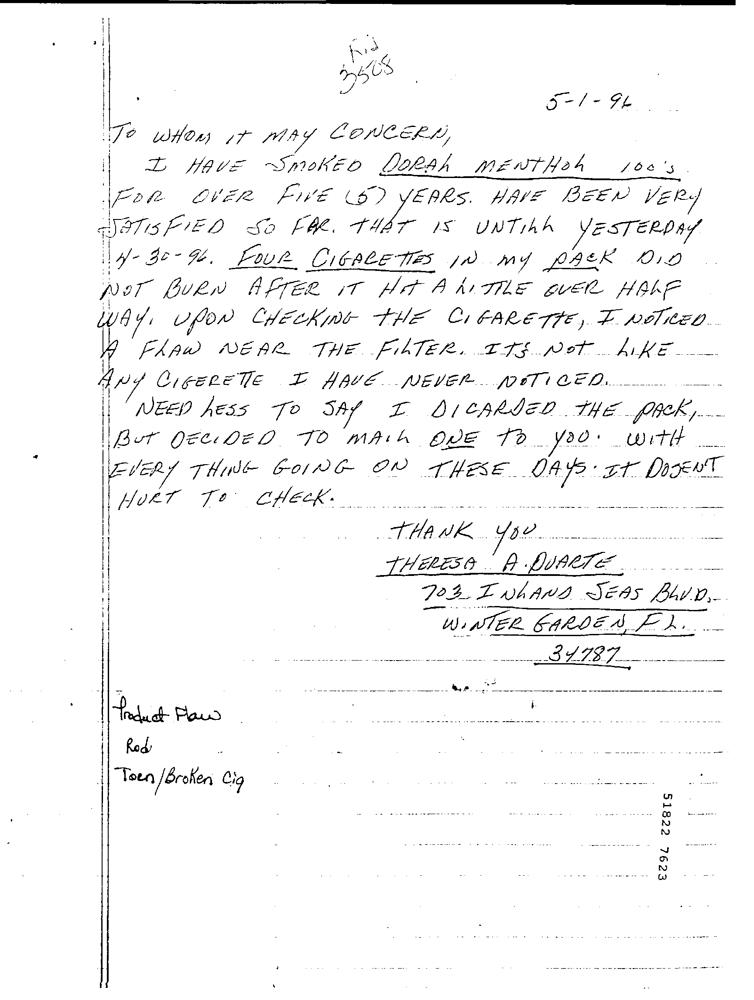 3508
5-1-96
TO WHOM IT MAY CONCERN,
I HAVE SMOKED DORAL MENTHOL 100's
FOR OVER FIVE (5) YEARS. HAVE BEEN VERY
SATISFIED SO FAR. THAT IS UNTILL YESTERDAY
4-30-96. FOUR CIGARETTES IN MY PACK DID
NOT BURN AFTER IT HIT A LITTLE OVER HALF
WAY. UPON CHECKING THE CIGARETTE, I NOTICED
A FLAW NEAR THE FILTER. ITS NOT LIKE
ANY CIGERETTE I HAVE NEVER NOTICED.
NEED LESS TO SAY I DICARDED THE PACK,
BUT DECIDED TO MAIL ONE TO YOU. WITH
EVERY THING GOING ON THESE DAYS. IT DOSENT
HURT TO CHECK.
THANK YOU
THERESA A. DUARTE
703 INLAND SEAS BLVD.
WINTER GARDEN, FL.
34787
Product Flaw
Rod
Toen/Broken Cig
51822 7623